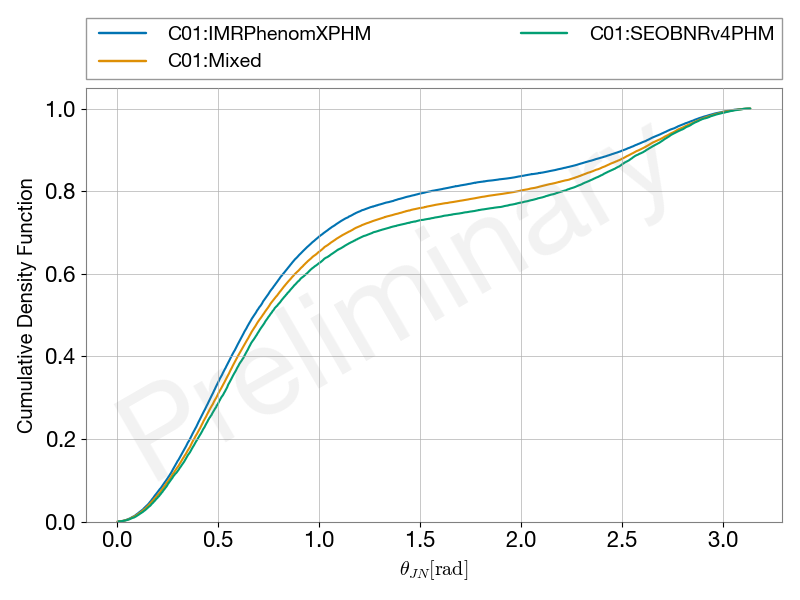 C01:IMRPhenomXPHM
C01:Mixed
C01:SEOBNRv4PHM
Cumulative Density Function
1.0
0.8
0.6
0.4
0.2
0.0
Preliminary
0.0 0.5 1.0 1.5 2.0 2.5 3.0
θ_JN[rad]